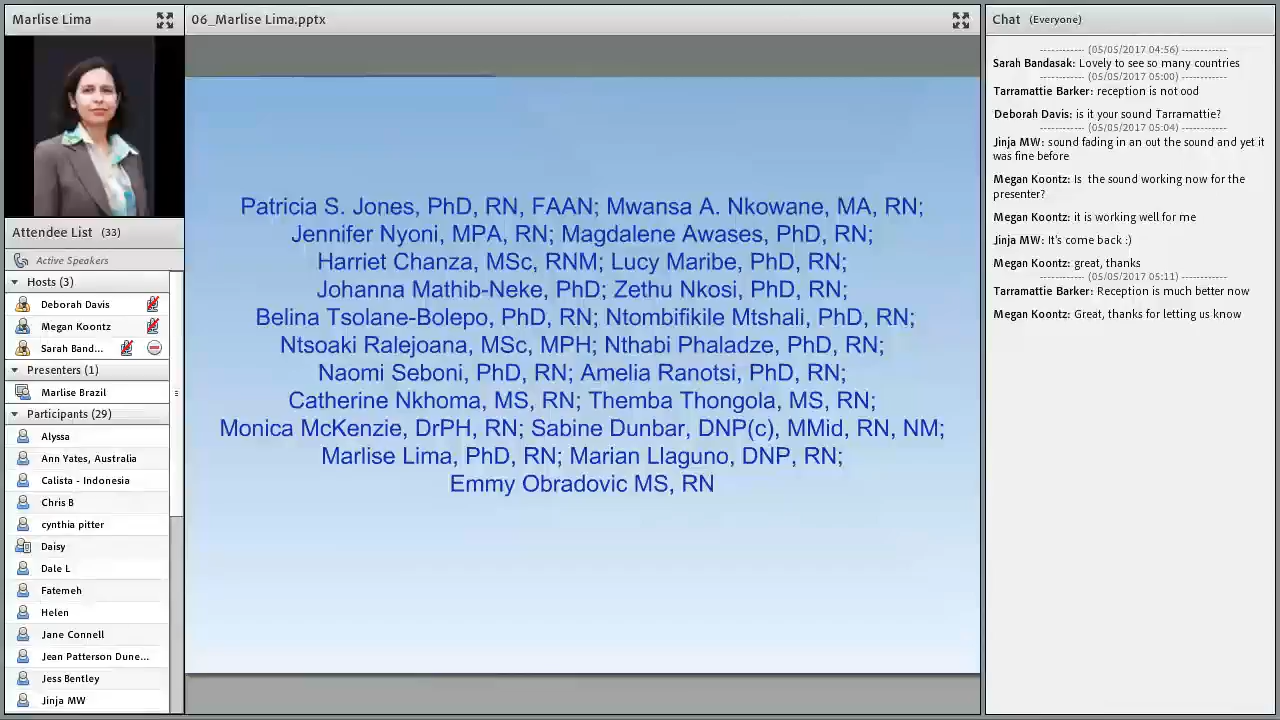 Marlise Lima
Attendee List (33)
Active Speakers
Hosts (3)
Deborah Davis
Megan Koontz
Sarah Band...
Presenters (1)
Marlise Brazil
Participants (29)
Alyssa
Ann Yates, Australia
Calista - Indonesia
Chris B
cynthia pitter
Daisy
Dale L
Fatemeh
Helen
Jane Connell
Jean Patterson Dune...
Jess Bentley
Jinja MW
06_Marlise Lima.pptx
Patricia S. Jones, PhD, RN, FAAN; Mwansa A. Nkowane, MA, RN;
Jennifer Nyoni, MPA, RN; Magdalene Awases, PhD, RN;
Harriet Chanza, MSc, RNM; Lucy Maribe, PhD, RN;
Johanna Mathib-Neke, PhD; Zethu Nkosi, PhD, RN;
Belina Tsolane-Bolepo, PhD, RN; Ntombifikile Mtshali, PhD, RN;
Ntsoaki Ralejoana, MSc, MPH; Nthabi Phaladze, PhD, RN;
Naomi Seboni, PhD, RN; Amelia Ranotsi, PhD, RN;
Catherine Nkhoma, MS, RN; Themba Thongola, MS, RN;
Monica McKenzie, DrPH, RN; Sabine Dunbar, DNP(c), MMid, RN, NM;
Marlise Lima, PhD, RN; Marian Llaguno, DNP, RN;
Emmy Obradovic MS, RN
Chat (Everyone)
------------ (05/05/2017 04:56) ------------
Sarah Bandasak: Lovely to see so many countries
------------ (05/05/2017 05:00) ------------
Tarramattie Barker: reception is not ood
Deborah Davis: is it your sound Tarramattie?
------------ (05/05/2017 05:04) ------------
Jinja MW: sound fading in an out the sound and yet it
was fine before
Megan Koontz: Is the sound working now for the
presenter?
Megan Koontz: it is working well for me
Jinja MW: It's come back :)
Megan Koontz: great, thanks
------------ (05/05/2017 05:11) ------------
Tarramattie Barker: Reception is much better now
Megan Koontz: Great, thanks for letting us know